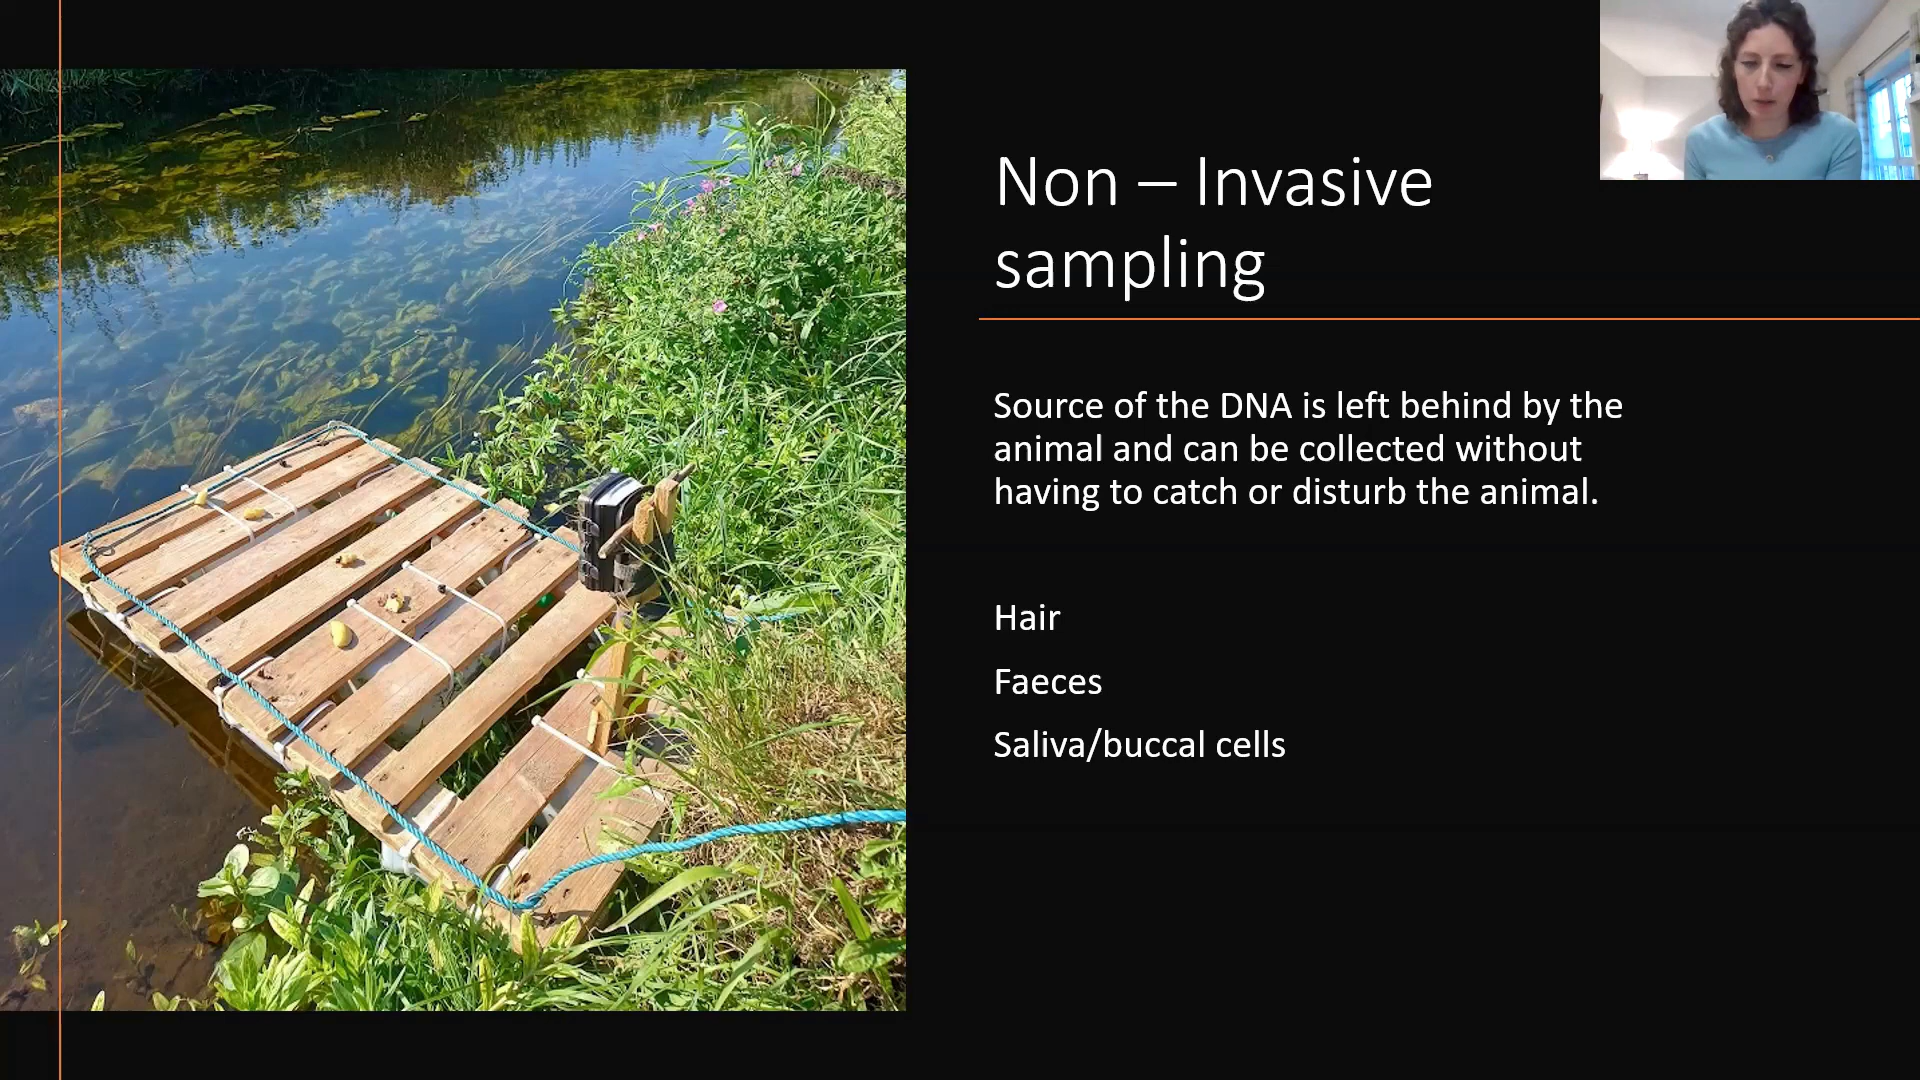 Non – Invasive
sampling
Source of the DNA is left behind by the
animal and can be collected without
having to catch or disturb the animal.
Hair
Faeces
Saliva/buccal cells